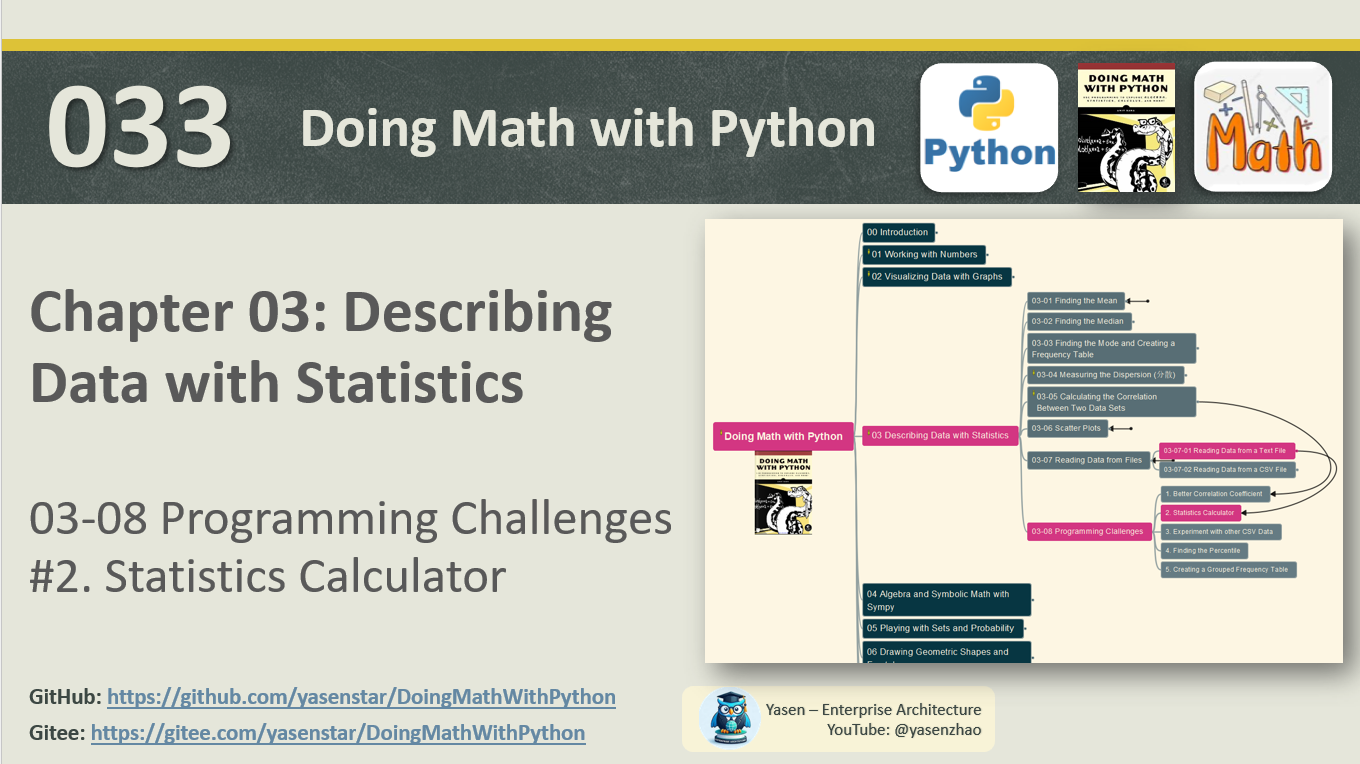 033
Doing Math with Python
Python
DOING MATH
WITH PYTHON
Math
Chapter 03: Describing
Data with Statistics
03-08 Programming Challenges
#2. Statistics Calculator
00 Introduction
01 Working with Numbers
02 Visualizing Data with Graphs
03-01 Finding the Mean
03-02 Finding the Median
03-03 Finding the Mode and Creating a
Frequency Table
03-04 Measuring the Dispersion (分散)
03-05 Calculating the Correlation
Between Two Data Sets
Doing Math with Python
03 Describing Data with Statistics
03-06 Scatter Plots
DOING MATH
WITH PYTHON
03-07 Reading Data from Files
03-07-01 Reading Data from a Text File
03-07-02 Reading Data from a CSV File
03-08 Programming Challenges
1. Better Correlation Coefficient
2. Statistics Calculator
3. Experiment with other CSV Data
4. Finding the Percentile
5. Creating a Grouped Frequency Table
04 Algebra and Symbolic Math with
Sympy
05 Playing with Sets and Probability
06 Drawing Geometric Shapes and
GitHub: https://github.com/yasenstar/DoingMathWithPython
Gitee: https://gitee.com/yasenstar/DoingMathWithPython
Yasen – Enterprise Architecture
YouTube: @yasenzhao